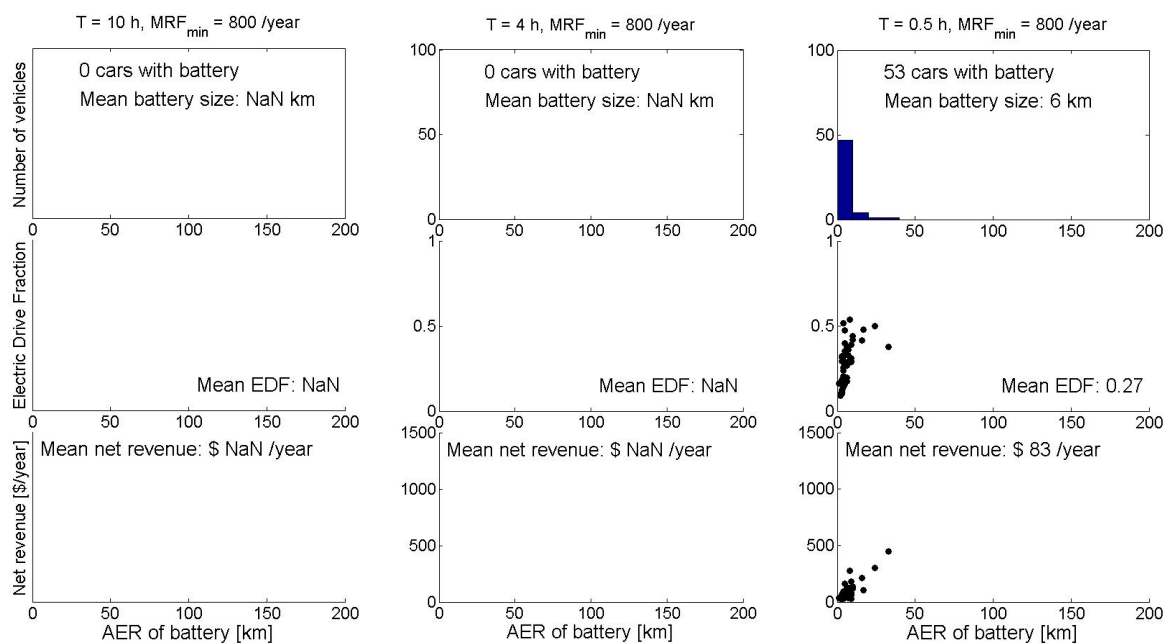 T = 10 h, MRF_min = 800 /year
T = 4 h, MRF_min = 800 /year
T = 0.5 h, MRF_min = 800 /year
Number of vehicles
0 cars with battery
Mean battery size: NaN km
0 50 100 150 200
100
50
0
0 cars with battery
Mean battery size: NaN km
0 50 100 150 200
100
50
0
53 cars with battery
Mean battery size: 6 km
0 50 100 150 200
Electric Drive Fraction
Mean EDF: NaN
0 50 100 150 200
1
0.5
0
Mean EDF: NaN
0 50 100 150 200
1
0.5
0
Mean EDF: 0.27
0 50 100 150 200
Net revenue [$/year]
Mean net revenue: $ NaN /year
0 50 100 150 200
AER of battery [km]
1500
1000
500
0
Mean net revenue: $ NaN /year
0 50 100 150 200
AER of battery [km]
1500
1000
500
0
Mean net revenue: $ 83 /year
0 50 100 150 200
AER of battery [km]